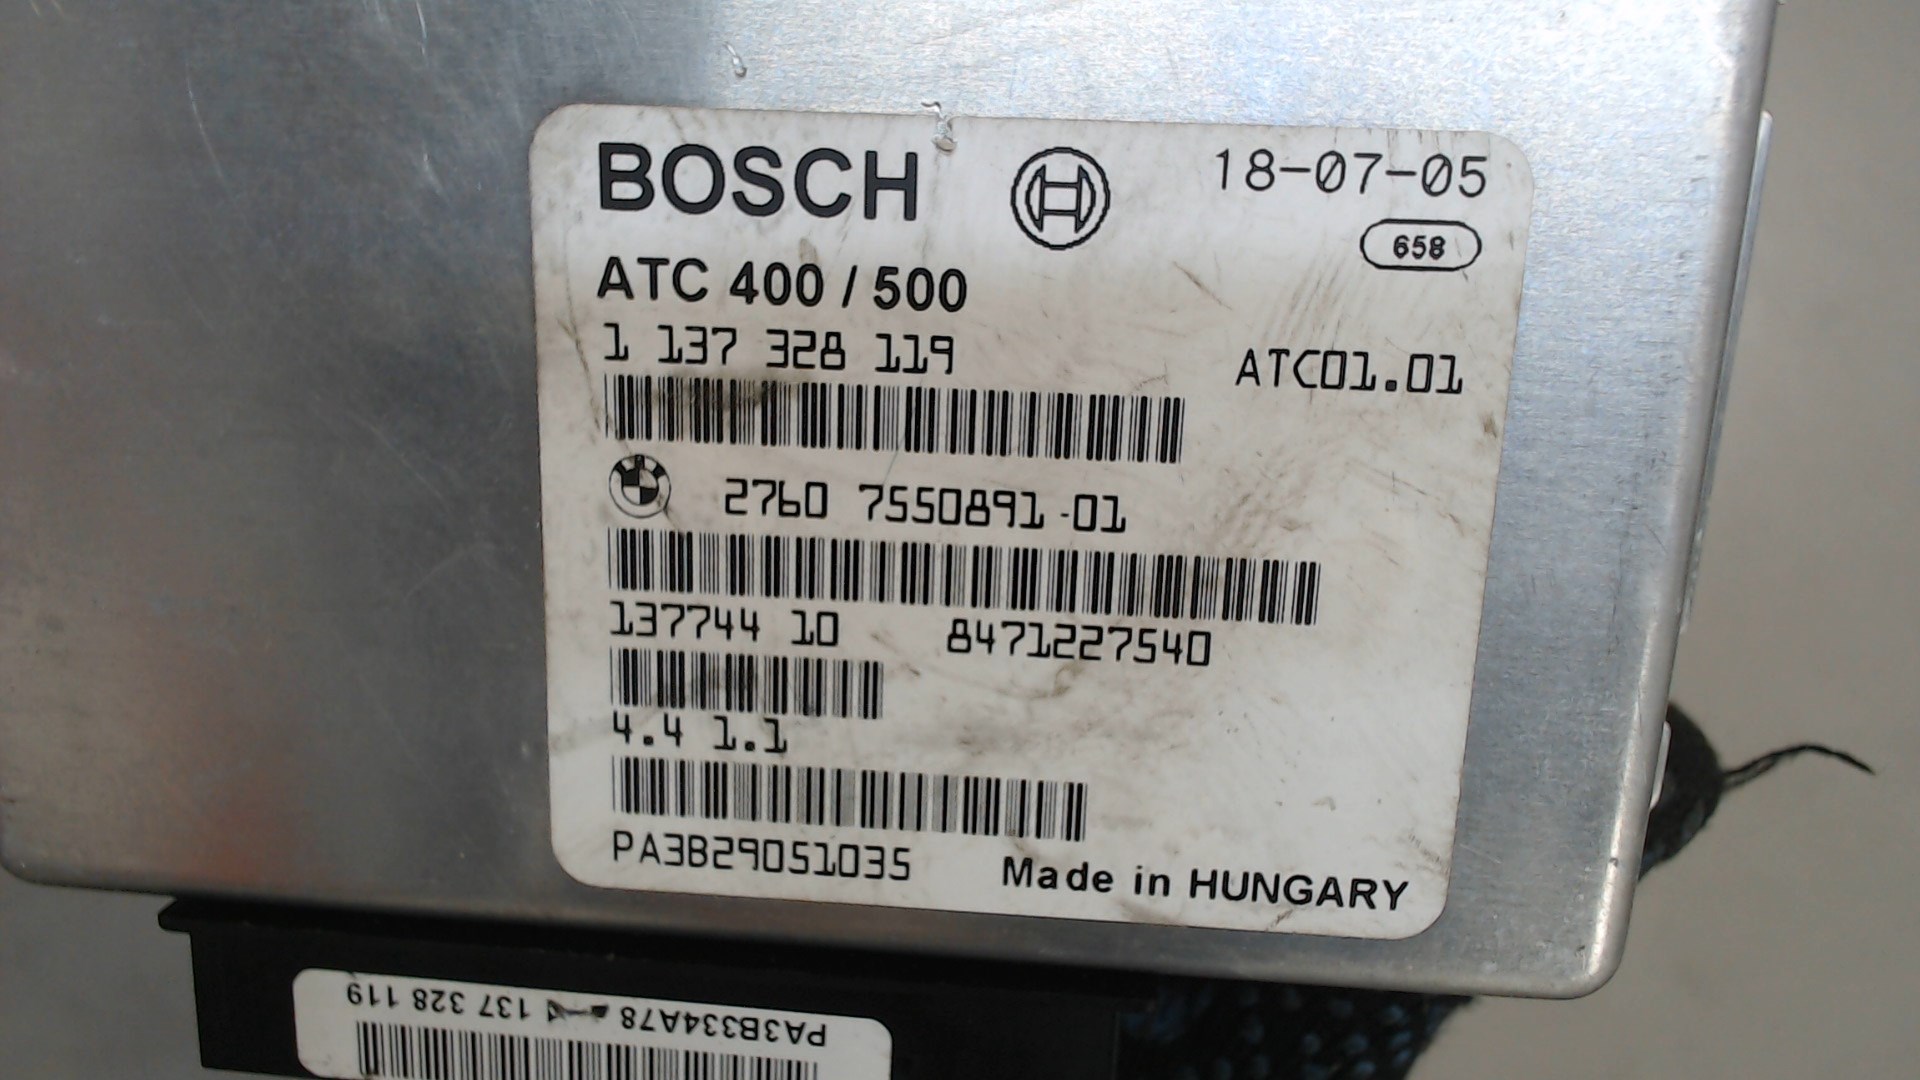 BOSCH
18-07-05
658
ATC 400 / 500
1 137 328 119
ATC01.01
2760 7550891-01
137744 10 8471227540
4.4 1.1
PA3B29051035
Made in HUNGARY
PA3B334A78 137 328 119